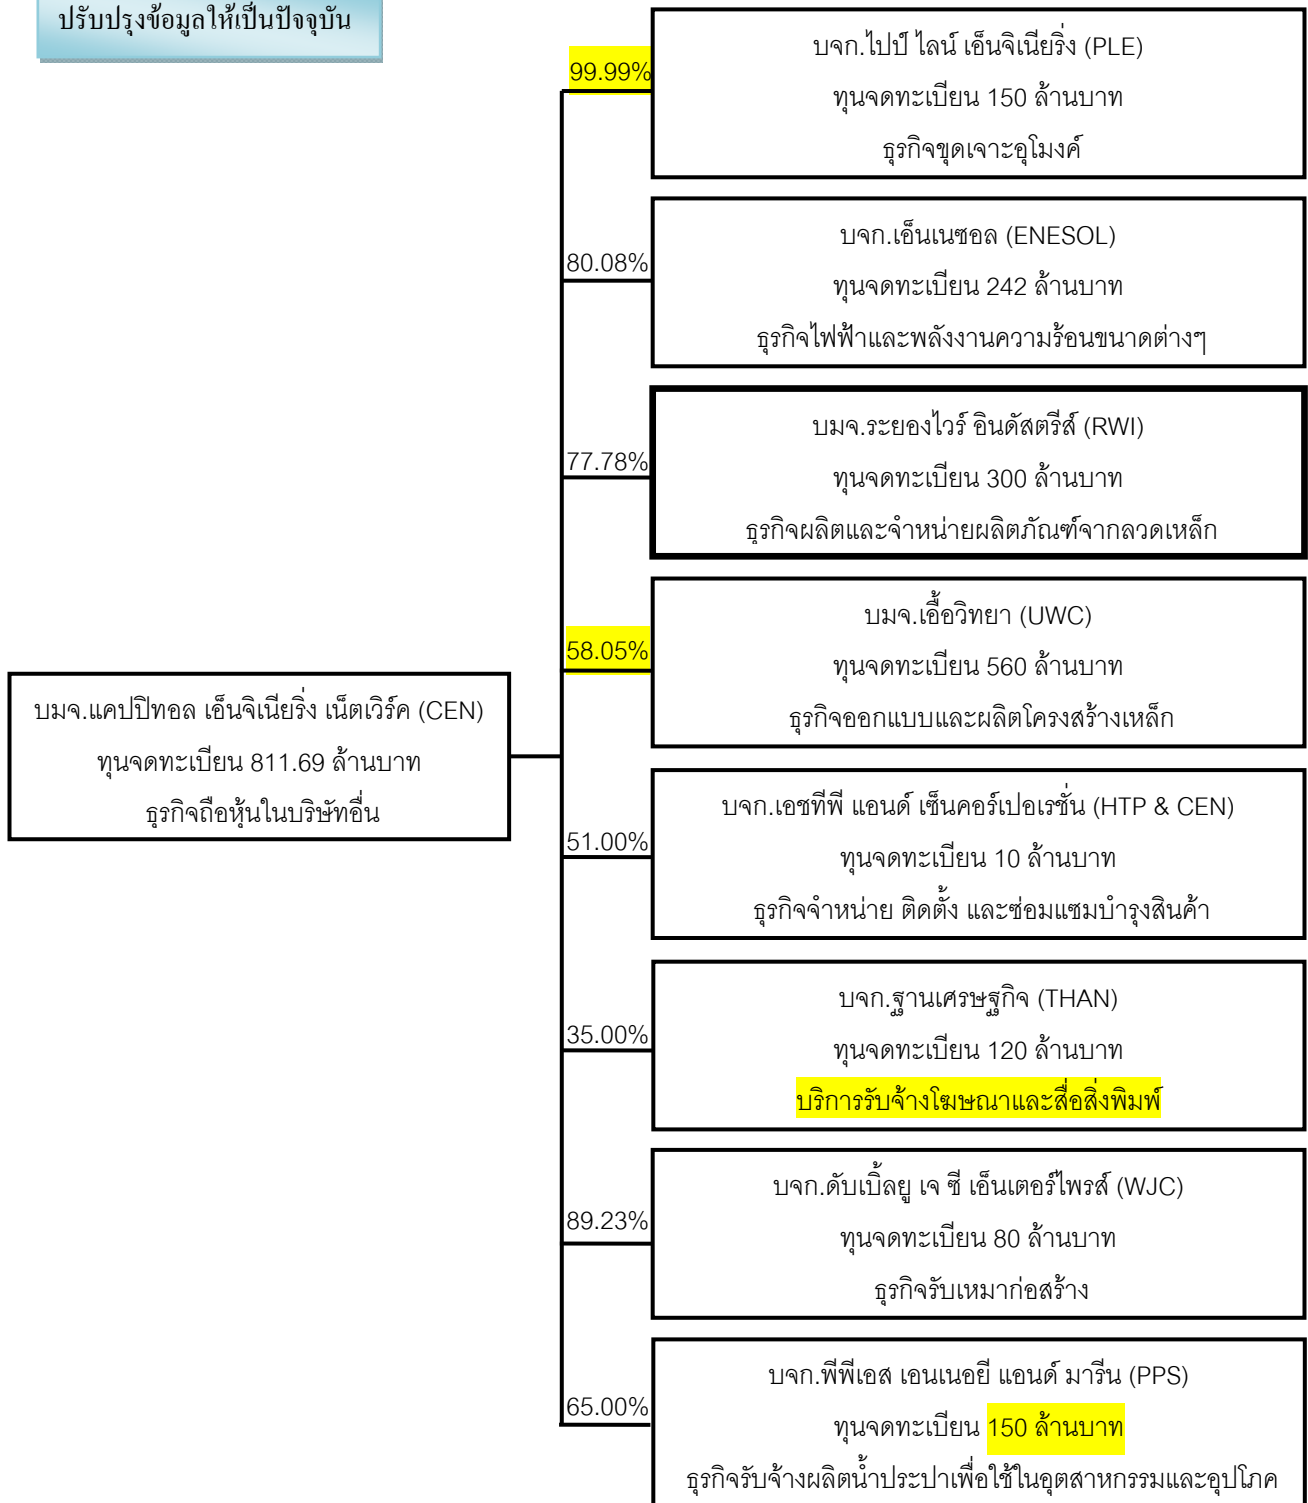 ปรับปรุงข้อมูลให้เป็นปัจจุบัน
99.99%
บจก.ไปป์ ไลน์ เอ็นจิเนียริ่ง (PLE)
ทุนจดทะเบียน 150 ล้านบาท
ธุรกิจขุดเจาะอุโมงค์
80.08%
บจก.เอ็นเนซอล (ENESOL)
ทุนจดทะเบียน 242 ล้านบาท
ธุรกิจไฟฟ้าและพลังงานความร้อนขนาดต่างๆ
77.78%
บมจ.ระยองไวร์ อินดัสตรีส์ (RWI)
ทุนจดทะเบียน 300 ล้านบาท
ธุรกิจผลิตและจำหน่ายผลิตภัณฑ์จากลวดเหล็ก
58.05%
บมจ.เอื้อวิทยา (UWC)
ทุนจดทะเบียน 560 ล้านบาท
ธุรกิจออกแบบและผลิตโครงสร้างเหล็ก
บมจ.แคปปิทอล เอ็นจิเนียริ่ง เน็ตเวิร์ค (CEN)
ทุนจดทะเบียน 811.69 ล้านบาท
ธุรกิจถือหุ้นในบริษัทอื่น
51.00%
บจก.เอชทีพี แอนด์ เซ็นคอร์เปอเรชั่น (HTP & CEN)
ทุนจดทะเบียน 10 ล้านบาท
ธุรกิจจำหน่าย ติดตั้ง และซ่อมแซมบำรุงสินค้า
35.00%
บจก.ฐานเศรษฐกิจ (THAN)
ทุนจดทะเบียน 120 ล้านบาท
บริการรับจ้างโฆษณาและสื่อสิ่งพิมพ์
89.23%
บจก.ดับเบิ้ลยู เจ ซี เอ็นเตอร์ไพรส์ (WJC)
ทุนจดทะเบียน 80 ล้านบาท
ธุรกิจรับเหมาก่อสร้าง
65.00%
บจก.พีพีเอส เอนเนอยี แอนด์ มารีน (PPS)
ทุนจดทะเบียน 150 ล้านบาท
ธุรกิจรับจ้างผลิตน้ำประปาเพื่อใช้ในอุตสาหกรรมและอุปโภค